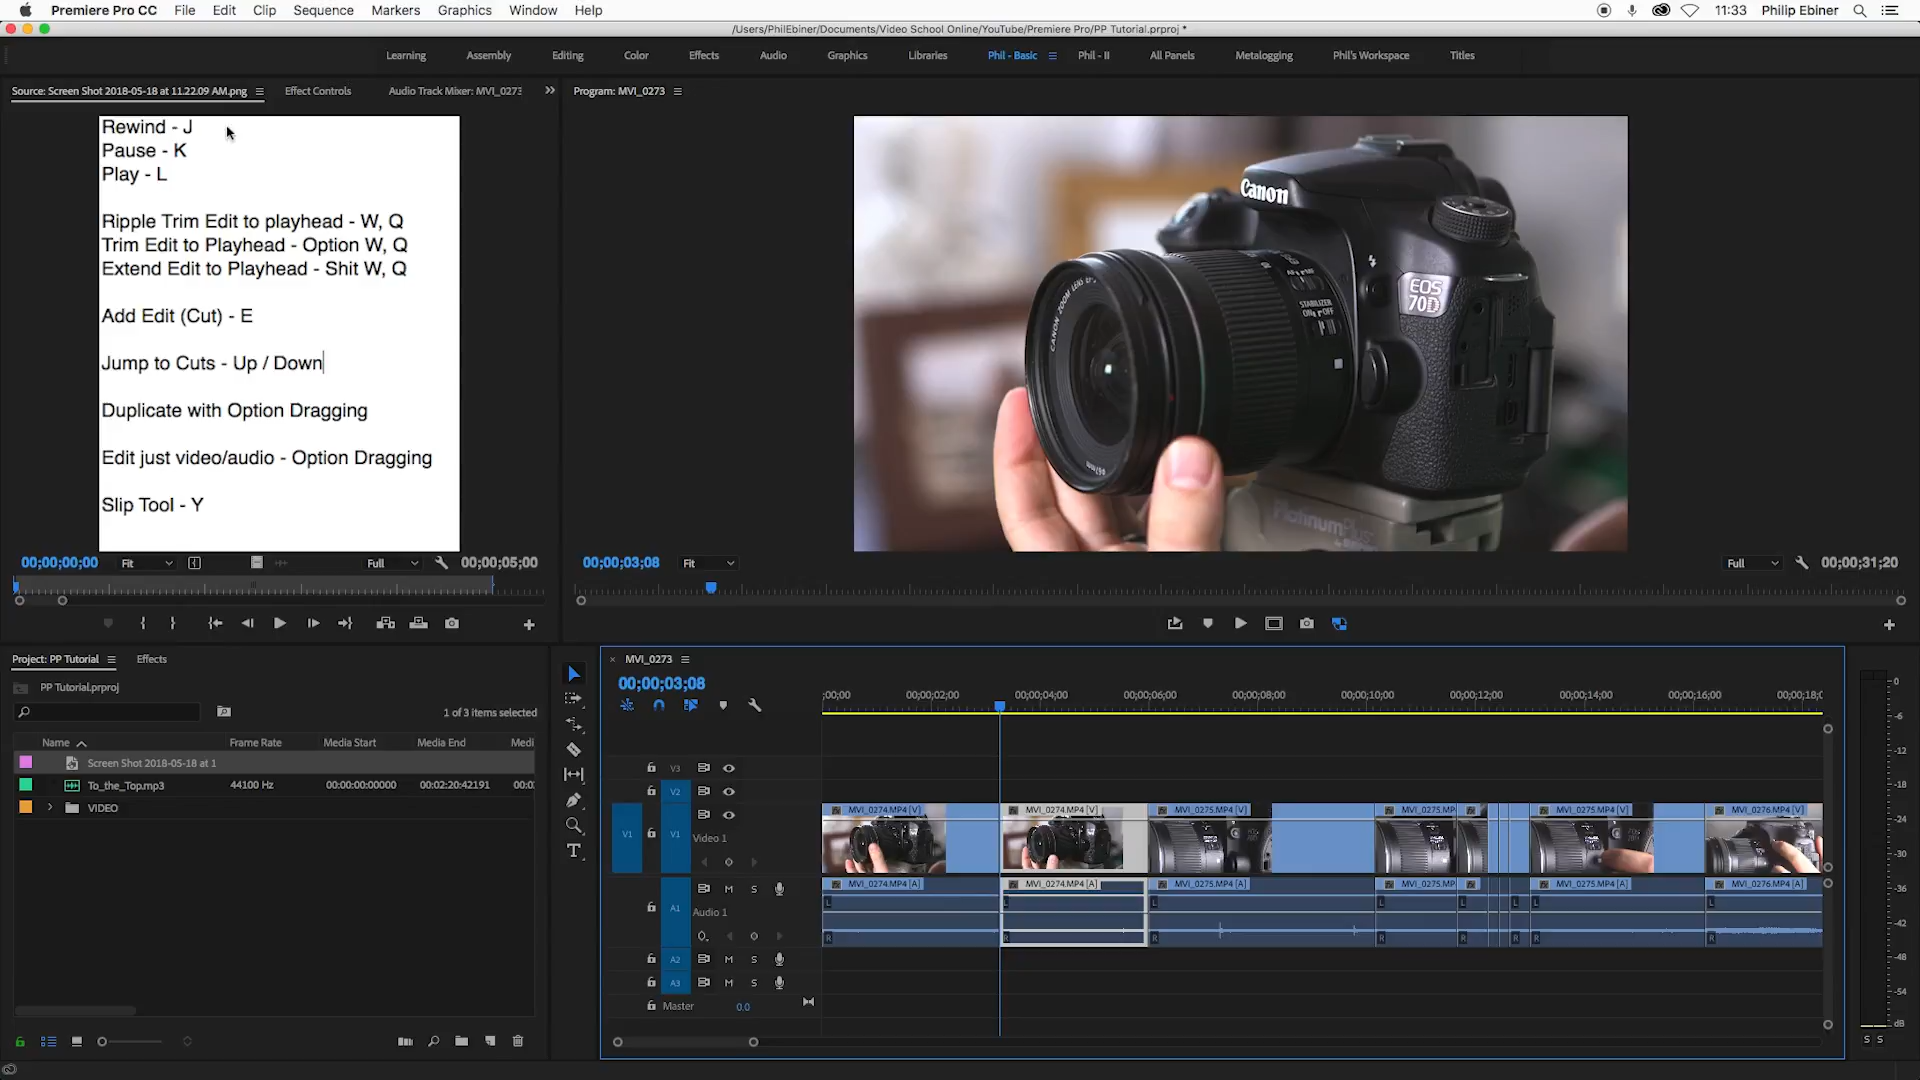 Premiere Pro CC File Edit Clip Sequence Markers Graphics Window Help 11:33 Philip Ebiner
/Users/PhilEbiner/Documents/Video School Online/YouTube/Premiere Pro/PP Tutorial.prproj *
Learning Assembly Editing Color Effects Audio Graphics Libraries Phil - Basic Phil - II All Panels Metalogging Phil's Workspace Titles
Source: Screen Shot 2018-05-18 at 11.22.09 AM.png Effect Controls Audio Track Mixer: MVI_0273
Rewind - J
Pause - K
Play - L
Ripple Trim Edit to playhead - W, Q
Trim Edit to Playhead - Option W, Q
Extend Edit to Playhead - Shit W, Q
Add Edit (Cut) - E
Jump to Cuts - Up / Down
Duplicate with Option Dragging
Edit just video/audio - Option Dragging
Slip Tool - Y
00;00;00;00 Fit Full 00;00;05;00
Program: MVI_0273
Canon
EOS
70D
CANON ZOOM LENS
STABILIZER
ON OFF
00;00;03;08 Fit Full 00;00;31;20
Project: PP Tutorial Effects
PP Tutorial.prproj
1 of 3 items selected
Name Frame Rate Media Start Media End Medi
Screen Shot 2018-05-18 at 1
To_the_Top.mp3 44100 Hz 00:00:00:00000 00:02:20:42191 00:0
VIDEO
MVI_0273
00;00;03;08
;00;00 00;00;02;00 00;00;04;00 00;00;06;00 00;00;08;00 00;00;10;00 00;00;12;00 00;00;14;00 00;00;16;00 00;00;18;0
V3
V2
V1 V1
Video 1
MVI_0274.MP4 [V] MVI_0274.MP4 [V] MVI_0275.MP4 [V] MVI_0275.MP4 MVI_0275.MP4 [V] MVI_0276.MP4 [V]
A1 M S
Audio 1
MVI_0274.MP4 [A] MVI_0274.MP4 [A] MVI_0275.MP4 [A] MVI_0275.MP4 MVI_0275.MP4 [A] MVI_0276.MP4 [A]
L L L L L L L L
R R R R R R R R
A2 M S
A3 M S
Master 0.0
0
-6
-12
-18
-24
-30
-36
-42
-48
-54
dB
S S